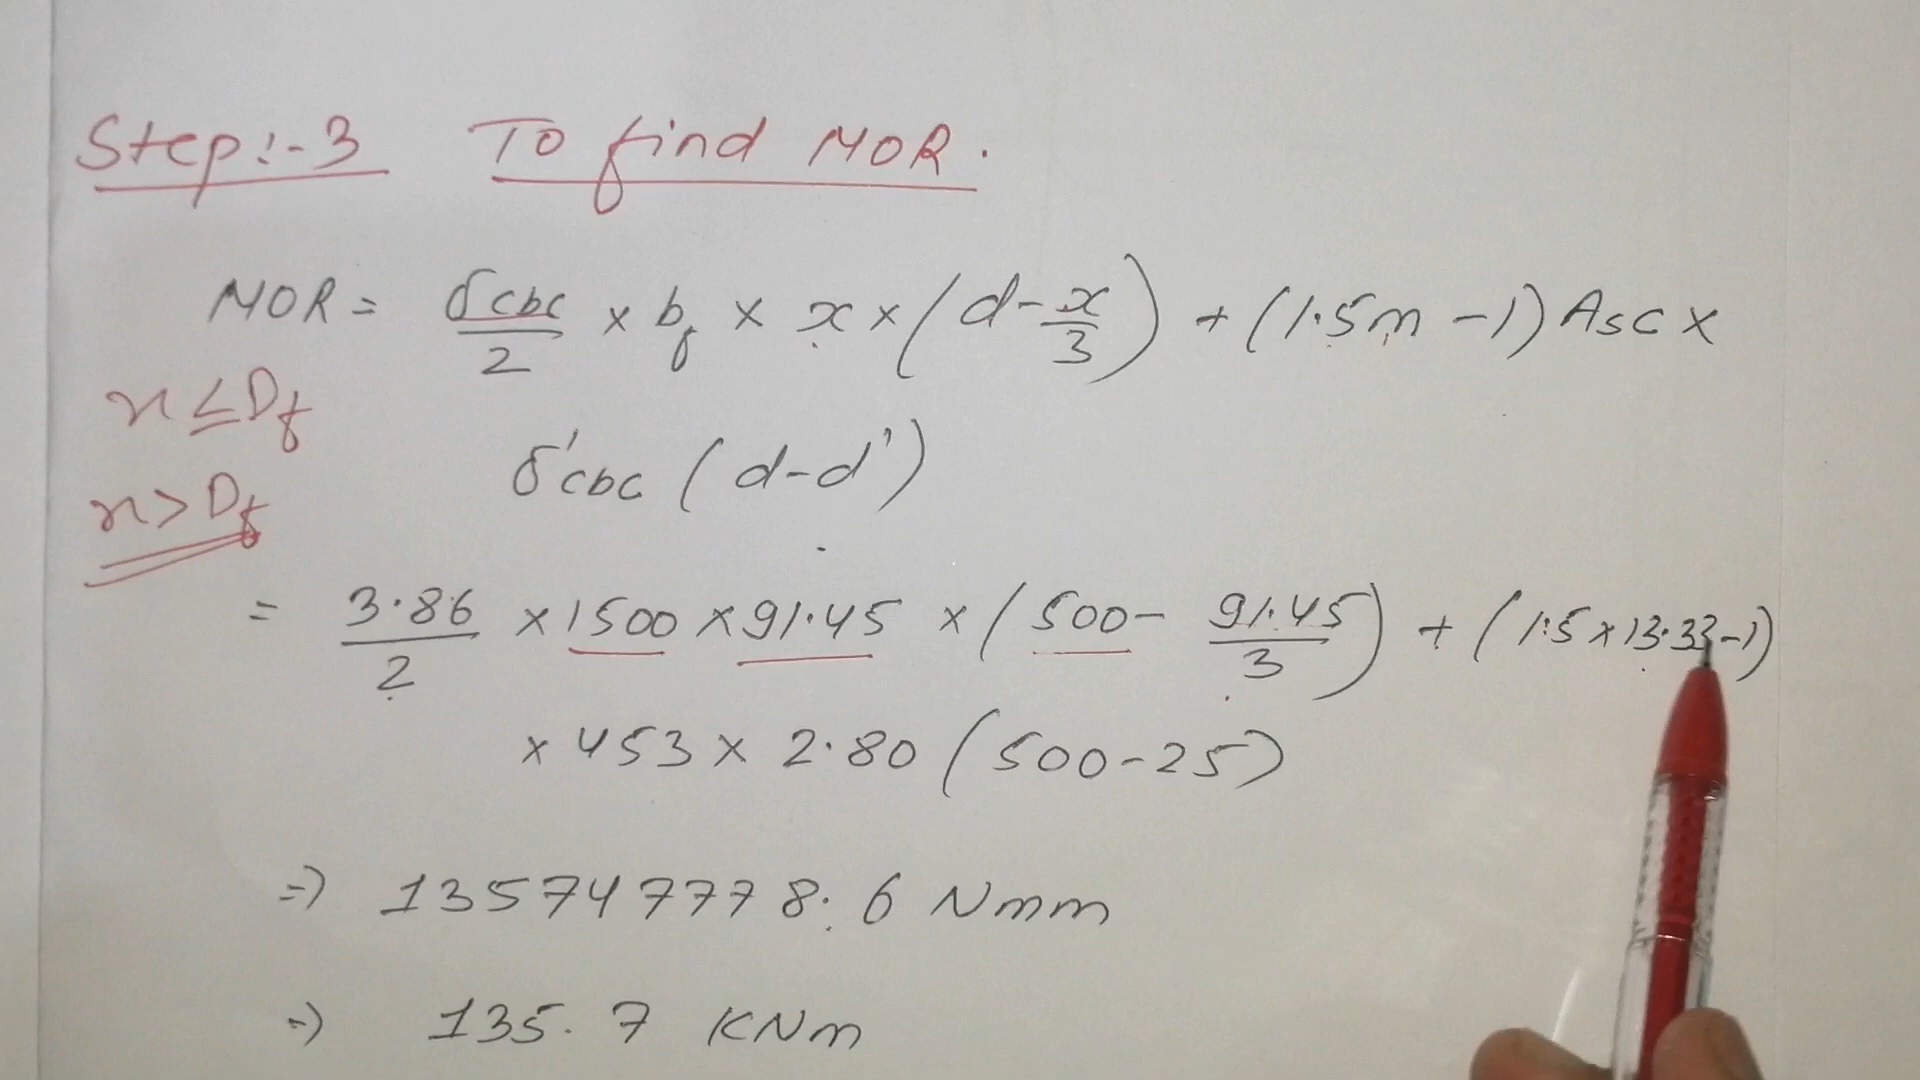 Step:-3 To find MOR.
MOR = σcbc/2 × bf × x × (d - x/3) + (1.5m - 1) Asc ×
x ≤ Df
σ'cbc (d - d')
x > Df
= 3.86/2 × 1500 × 91.45 × (500 - 91.45/3) + (1.5 × 13.33 - 1)
× 453 × 2.80 (500 - 25)
⇒ 135747778.6 Nmm
⇒ 135.7 KNm